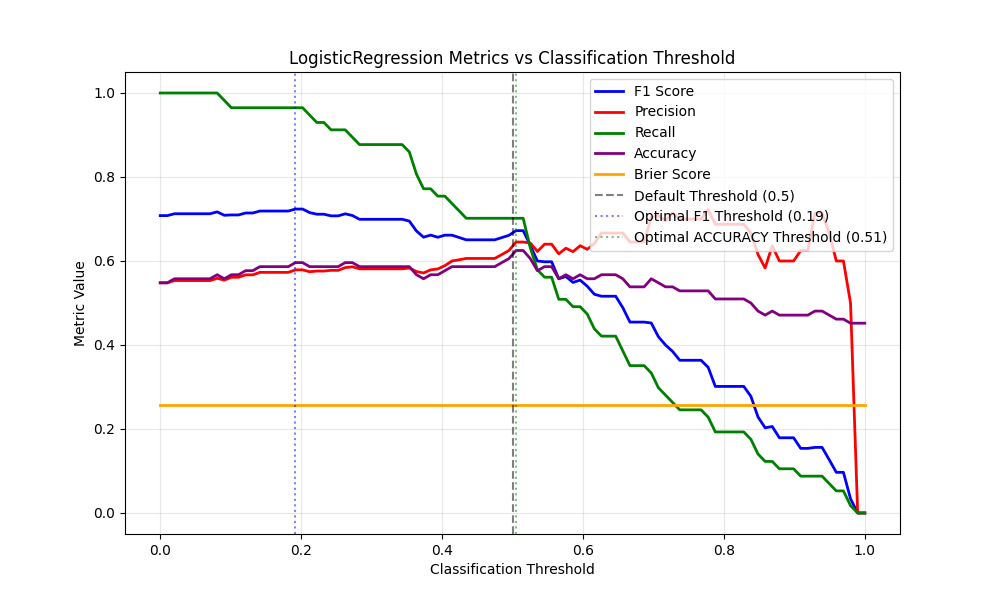 LogisticRegression Metrics vs Classification Threshold
Metric Value
1.0
0.8
0.6
0.4
0.2
0.0
F1 Score
Precision
Recall
Accuracy
Brier Score
Default Threshold (0.5)
Optimal F1 Threshold (0.19)
Optimal ACCURACY Threshold (0.51)
0.0 0.2 0.4 0.6 0.8 1.0
Classification Threshold